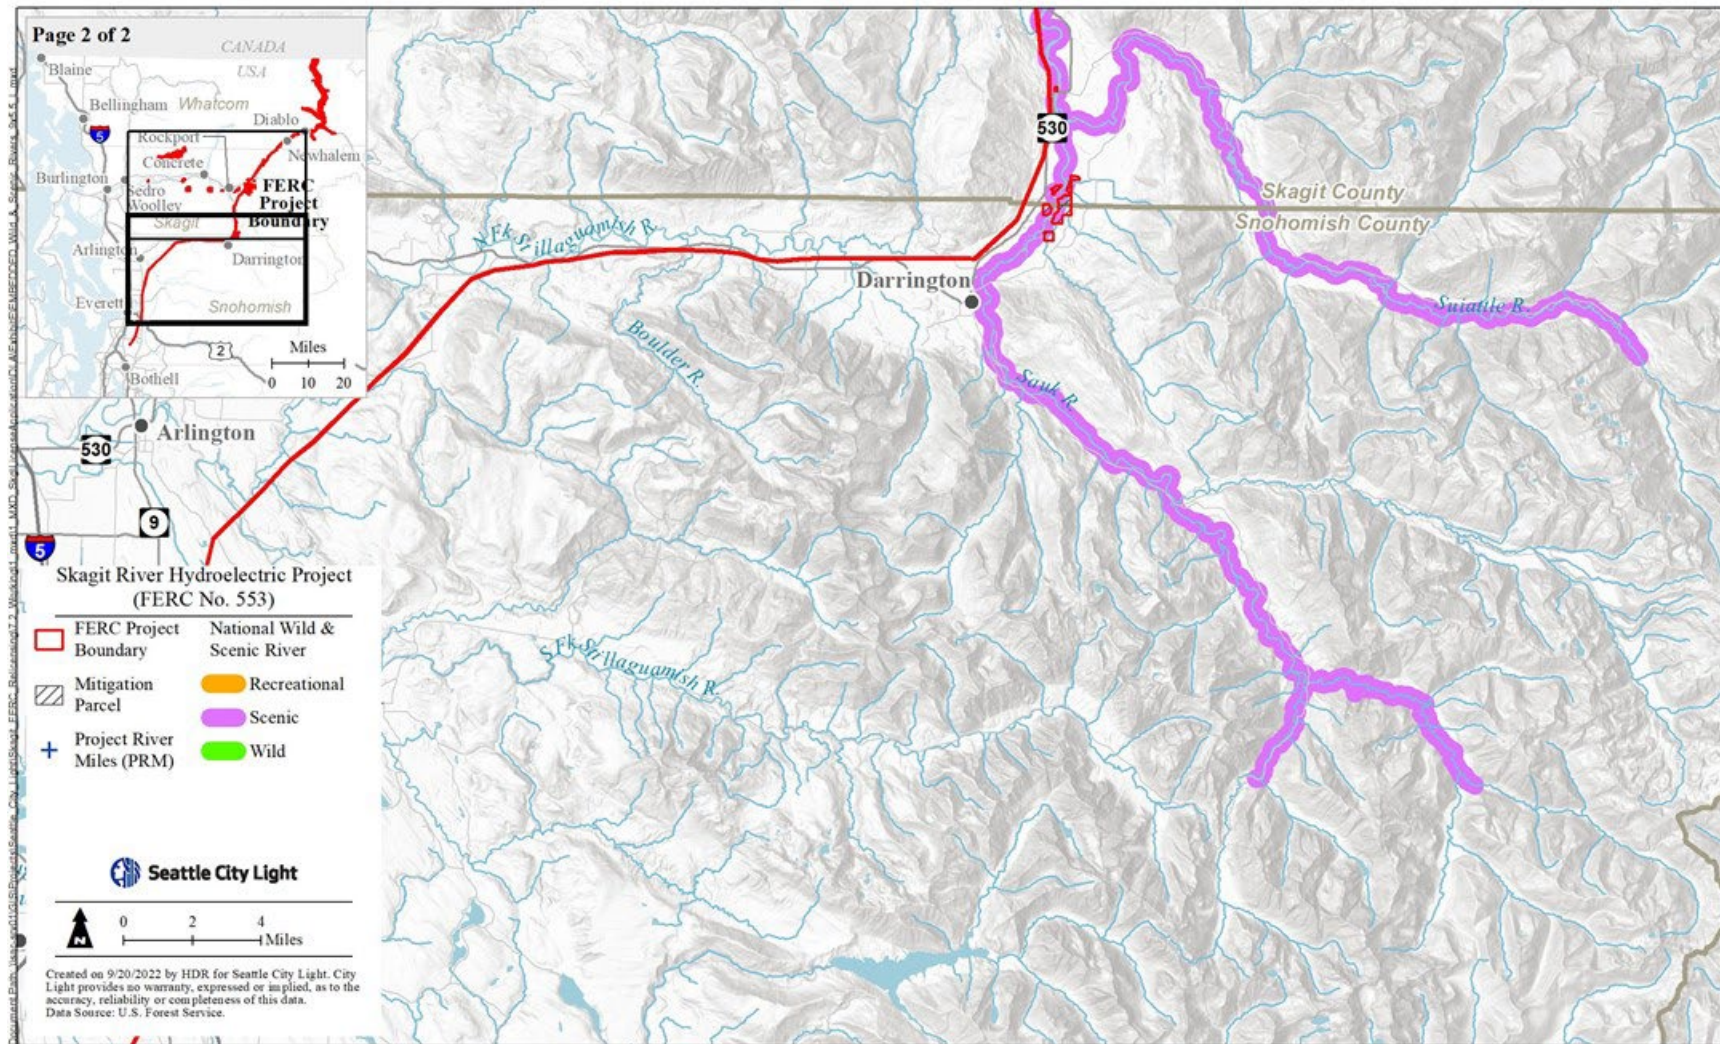 Page 2 of 2
CANADA
USA
Blaine
Bellingham
Whatcom
5
Diablo
Rockport
Newhalem
Concrete
Burlington
Sedro
Woolley
FERC
Project
Boundary
Skagit
Arlington
Darrington
Everett
Snohomish
2
Miles
0 10 20
Bothell
530
Skagit County
Snohomish County
N Fk Stillaguamish R.
Darrington
Suiattle R.
Boulder R.
Sauk R.
Arlington
530
9
5
S Fk Stillaguamish R.
Skagit River Hydroelectric Project
(FERC No. 553)
FERC Project
Boundary
Mitigation
Parcel
Project River
Miles (PRM)
National Wild &
Scenic River
Recreational
Scenic
Wild
Seattle City Light
N
0 2 4
Miles
Created on 9/20/2022 by HDR for Seattle City Light. City
Light provides no warranty, expressed or implied, as to the
accuracy, reliability or completeness of this data.
Data Source: U.S. Forest Service.